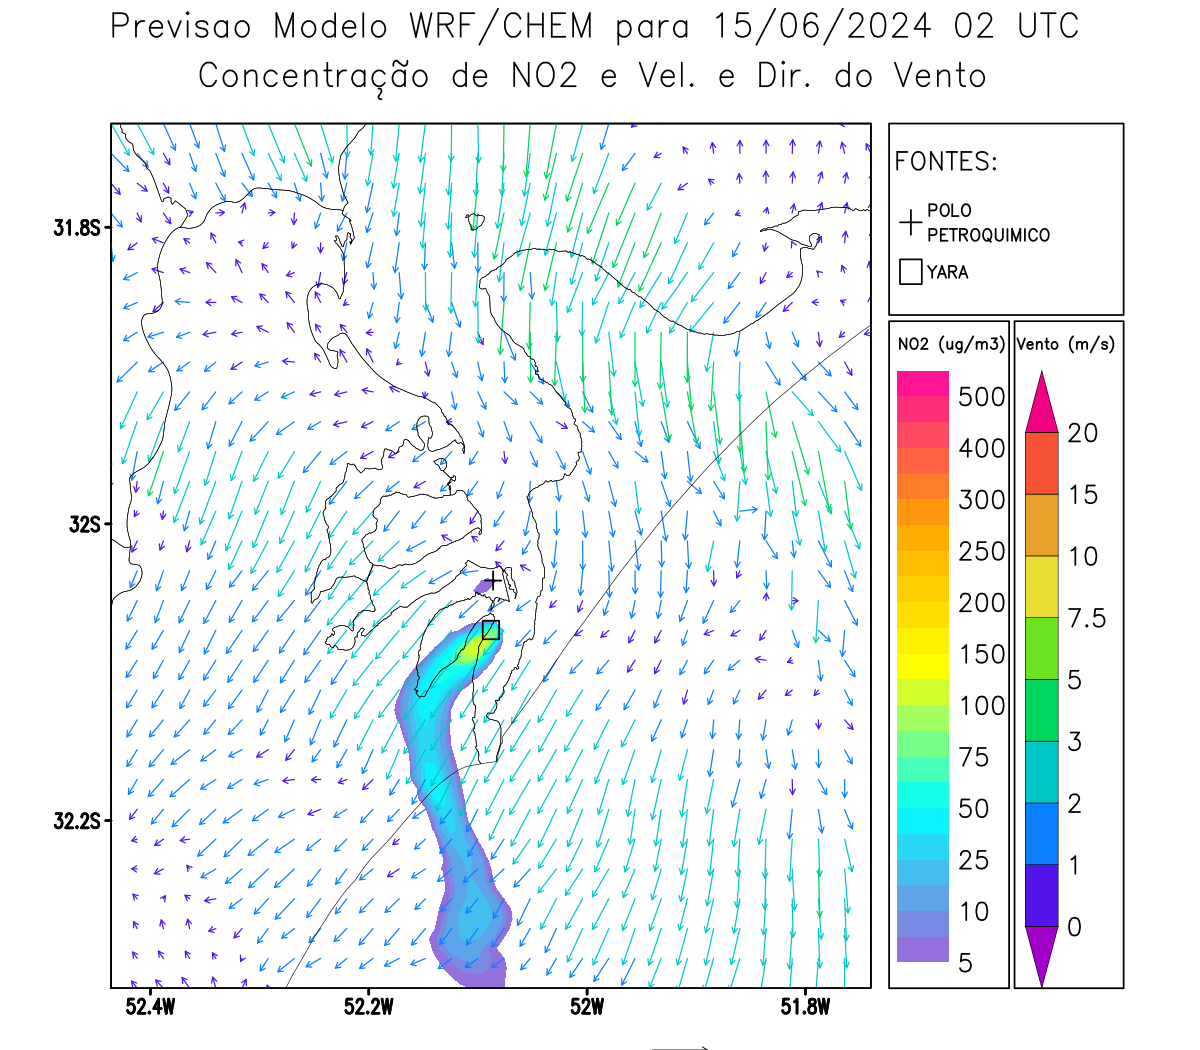 Previsao Modelo WRF/CHEM para 15/06/2024 02 UTC
Concentração de NO2 e Vel. e Dir. do Vento
FONTES:
POLO
PETROQUIMICO
YARA
NO2 (ug/m3)
500
400
300
250
200
150
100
75
50
25
10
5
Vento (m/s)
20
15
10
7.5
5
3
2
1
0
31.8S
32S
32.2S
52.4W
52.2W
52W
51.8W